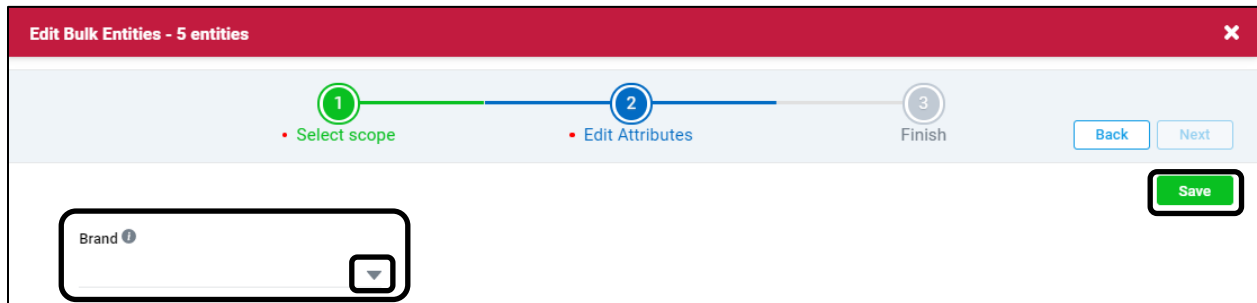 Edit Bulk Entities - 5 entities
1
2
3
• Select scope
• Edit Attributes
Finish
Back
Next
Save
Brand